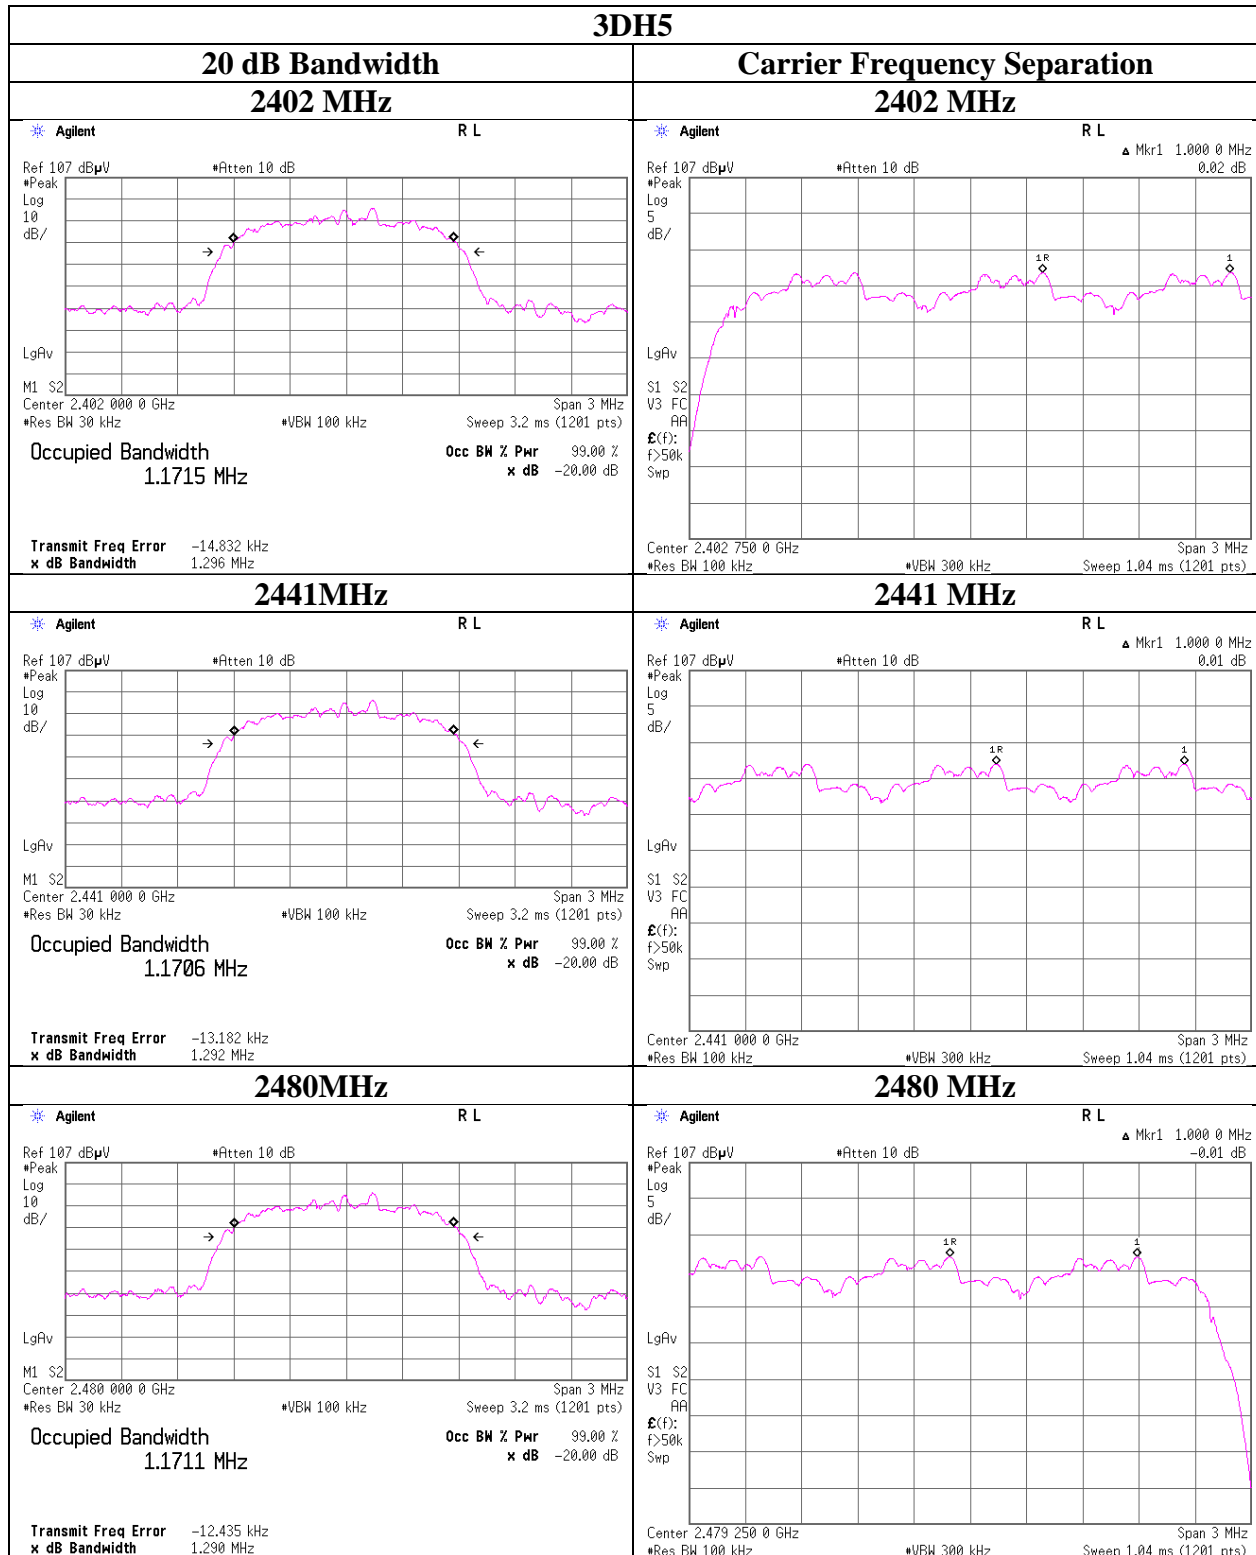 3DH5
20 dB Bandwidth
Carrier Frequency Separation
2402 MHz
2402 MHz
Agilent R L
Ref 107 dBµV #Atten 10 dB
#Peak
Log
10
dB/
LgAv
M1 S2
Center 2.402 000 0 GHz Span 3 MHz
#Res BW 30 kHz #VBW 100 kHz Sweep 3.2 ms (1201 pts)
Occupied Bandwidth Occ BW % Pwr 99.00 %
1.1715 MHz x dB -20.00 dB
Transmit Freq Error -14.832 kHz
x dB Bandwidth 1.296 MHz
Agilent R L
Δ Mkr1 1.000 0 MHz
Ref 107 dBµV #Atten 10 dB 0.02 dB
#Peak
Log
5
dB/
1R 1
LgAv
S1 S2
V3 FC
AA
£(f):
f>50k
Swp
Center 2.402 750 0 GHz Span 3 MHz
#Res BW 100 kHz #VBW 300 kHz Sweep 1.04 ms (1201 pts)
2441MHz
2441 MHz
Agilent R L
Ref 107 dBµV #Atten 10 dB
#Peak
Log
10
dB/
LgAv
M1 S2
Center 2.441 000 0 GHz Span 3 MHz
#Res BW 30 kHz #VBW 100 kHz Sweep 3.2 ms (1201 pts)
Occupied Bandwidth Occ BW % Pwr 99.00 %
1.1706 MHz x dB -20.00 dB
Transmit Freq Error -13.182 kHz
x dB Bandwidth 1.292 MHz
Agilent R L
Δ Mkr1 1.000 0 MHz
Ref 107 dBµV #Atten 10 dB 0.01 dB
#Peak
Log
5
dB/
1R 1
LgAv
S1 S2
V3 FC
AA
£(f):
f>50k
Swp
Center 2.441 000 0 GHz Span 3 MHz
#Res BW 100 kHz #VBW 300 kHz Sweep 1.04 ms (1201 pts)
2480MHz
2480 MHz
Agilent R L
Ref 107 dBµV #Atten 10 dB
#Peak
Log
10
dB/
LgAv
M1 S2
Center 2.480 000 0 GHz Span 3 MHz
#Res BW 30 kHz #VBW 100 kHz Sweep 3.2 ms (1201 pts)
Occupied Bandwidth Occ BW % Pwr 99.00 %
1.1711 MHz x dB -20.00 dB
Transmit Freq Error -12.435 kHz
x dB Bandwidth 1.290 MHz
Agilent R L
Δ Mkr1 1.000 0 MHz
Ref 107 dBµV #Atten 10 dB -0.01 dB
#Peak
Log
5
dB/
1R 1
LgAv
S1 S2
V3 FC
AA
£(f):
f>50k
Swp
Center 2.479 250 0 GHz Span 3 MHz
#Res BW 100 kHz #VBW 300 kHz Sweep 1.04 ms (1201 pts)